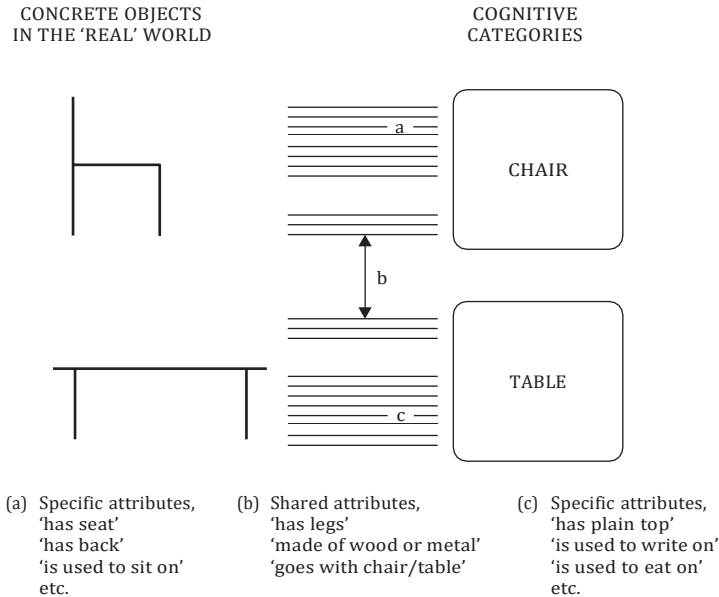 CONCRETE OBJECTS
IN THE ‘REAL’ WORLD
COGNITIVE
CATEGORIES
a
CHAIR
b
TABLE
c
(a) Specific attributes,
‘has seat’
‘has back’
‘is used to sit on’
etc.
(b) Shared attributes,
‘has legs’
‘made of wood or metal’
‘goes with chair/table’
(c) Specific attributes,
‘has plain top’
‘is used to write on’
‘is used to eat on’
etc.